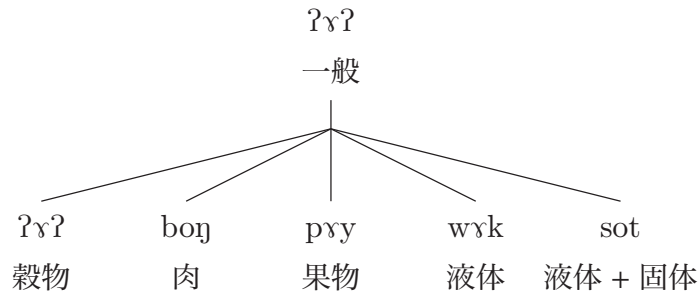 ʔɤʔ
一般
ʔɤʔ boŋ pɤy wɤk sot
穀物 肉 果物 液体 液体 + 固体